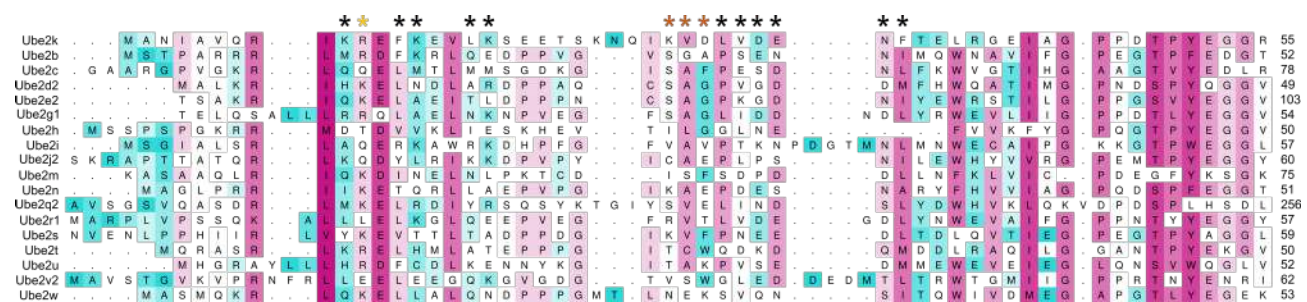 * * * * * * * * * * * * * * *
Ube2k . . . M A N I A V Q R . . . I K R E F K E V L K S E E T S K N Q I K V D L V D E . . . . . N F T E L R G E I A G . P P D T P Y E G G R 55
Ube2b . . . M S T P A R R R . . . L M R D F K R L Q E D P P V G . . V S G A P S E N . . . . . N I M Q W N A V I F G . P E G T P F E D G T 52
Ube2c . G A A R G P V G K R . . . L Q Q E L M T L M M S G D K G . . I S A F P E S D . . . . . N L F K W V G T I H G . A A G T V Y E D L R 78
Ube2d2 . . . . . . M A L K R . . . I H K E L N D L A R D P P A Q . . C S A G P V G D . . . . . D M F H W Q A T I M G . P N D S P Y Q G G V 49
Ube2e2 . . . . . . T S A K R . . . I Q K E L A E I T L D P P P N . . C S A G P K G D . . . . . N I Y E W R S T I L G . P P G S V Y E G G V 103
Ube2g1 . . . . . . T E L Q S A L L L R R Q L A E L N K N P V E G . . F S A G L I D D . . . . N D L Y R W E V L I I G . P P D T L Y E G G V 54
Ube2h . M S S P S P G K R R . . . M D T D V V K L I E S K H E V . . T I L G G L N E . . . . . . . F V V K F Y G . P Q G T P Y E G G V 50
Ube2i . . . M S G I A L S R . . . L A Q E R K A W R K D H P F G . . F V A V P T K N P D G T M N L M N W E C A I P G . K K G T P W E G G L 57
Ube2j2 S K R A P T T A T Q R . . . L K Q D Y L R I K K D P V P Y . . I C A E P L P S . . . . . N I L E W H Y V V R G . P E M T P Y E G G Y 60
Ube2m . . . . K A S A A Q L R . . . I Q K D I N E L N L P K T C D . . . I S F S D P D . . . . . D L L N F K L V I C . . P D E G F Y K S G K 75
Ube2n . . . . M A G L P R R . . . I I K E T Q R L L A E P V P G . . I K A E P D E S . . . . . N A R Y F H V V I A G . P Q D S P F E G G T 50
Ube2q2 A V S G S V Q A S D R . . . L M K E L R D I Y R S Q S Y K T G I Y S V E L I N D . . . . . S L Y D W H V K L Q K V D P D S P L H S D L 256
Ube2r1 M A R P L V P S S Q K . . A L L L E L K G L Q E E P V E G . . F R V T L V D E . . . . . G D L Y N W E V A I F G . P P N T Y Y E G G Y 57
Ube2s N V E N L P P H I I R . . L V Y K E V T T L T A D P P D G . . I K V F P N E E . . . . . D L T D L Q V T I E G . P E G T P Y A G G L 59
Ube2t . . . . . M Q R A S R . . . L K R E L H M L A T E P P P G . . I T C W Q D K D . . . . . Q M D D L R A Q I L G . G A N T P Y E K G V 50
Ube2u . . . . . . M H G R A Y L L L H R D F C D L K E N N Y K G . . I T A K P V S E . . . . . D M M E W E V E I E G . L Q N S V W Q G L V 52
Ube2v2 M A V S T G V K V P R N F R L L E E L E E G Q K G V G D . . T V S W G L E D . D E D M T L T R W T G M I I G . P P R T N Y E N R I 62
Ube2w . . . . M A S M Q K R . . . L Q K E L L A L Q N D P P P G M T L N E K S V Q N . . . . . S I T Q W I V D M E G . A P G T L Y E G E K 53